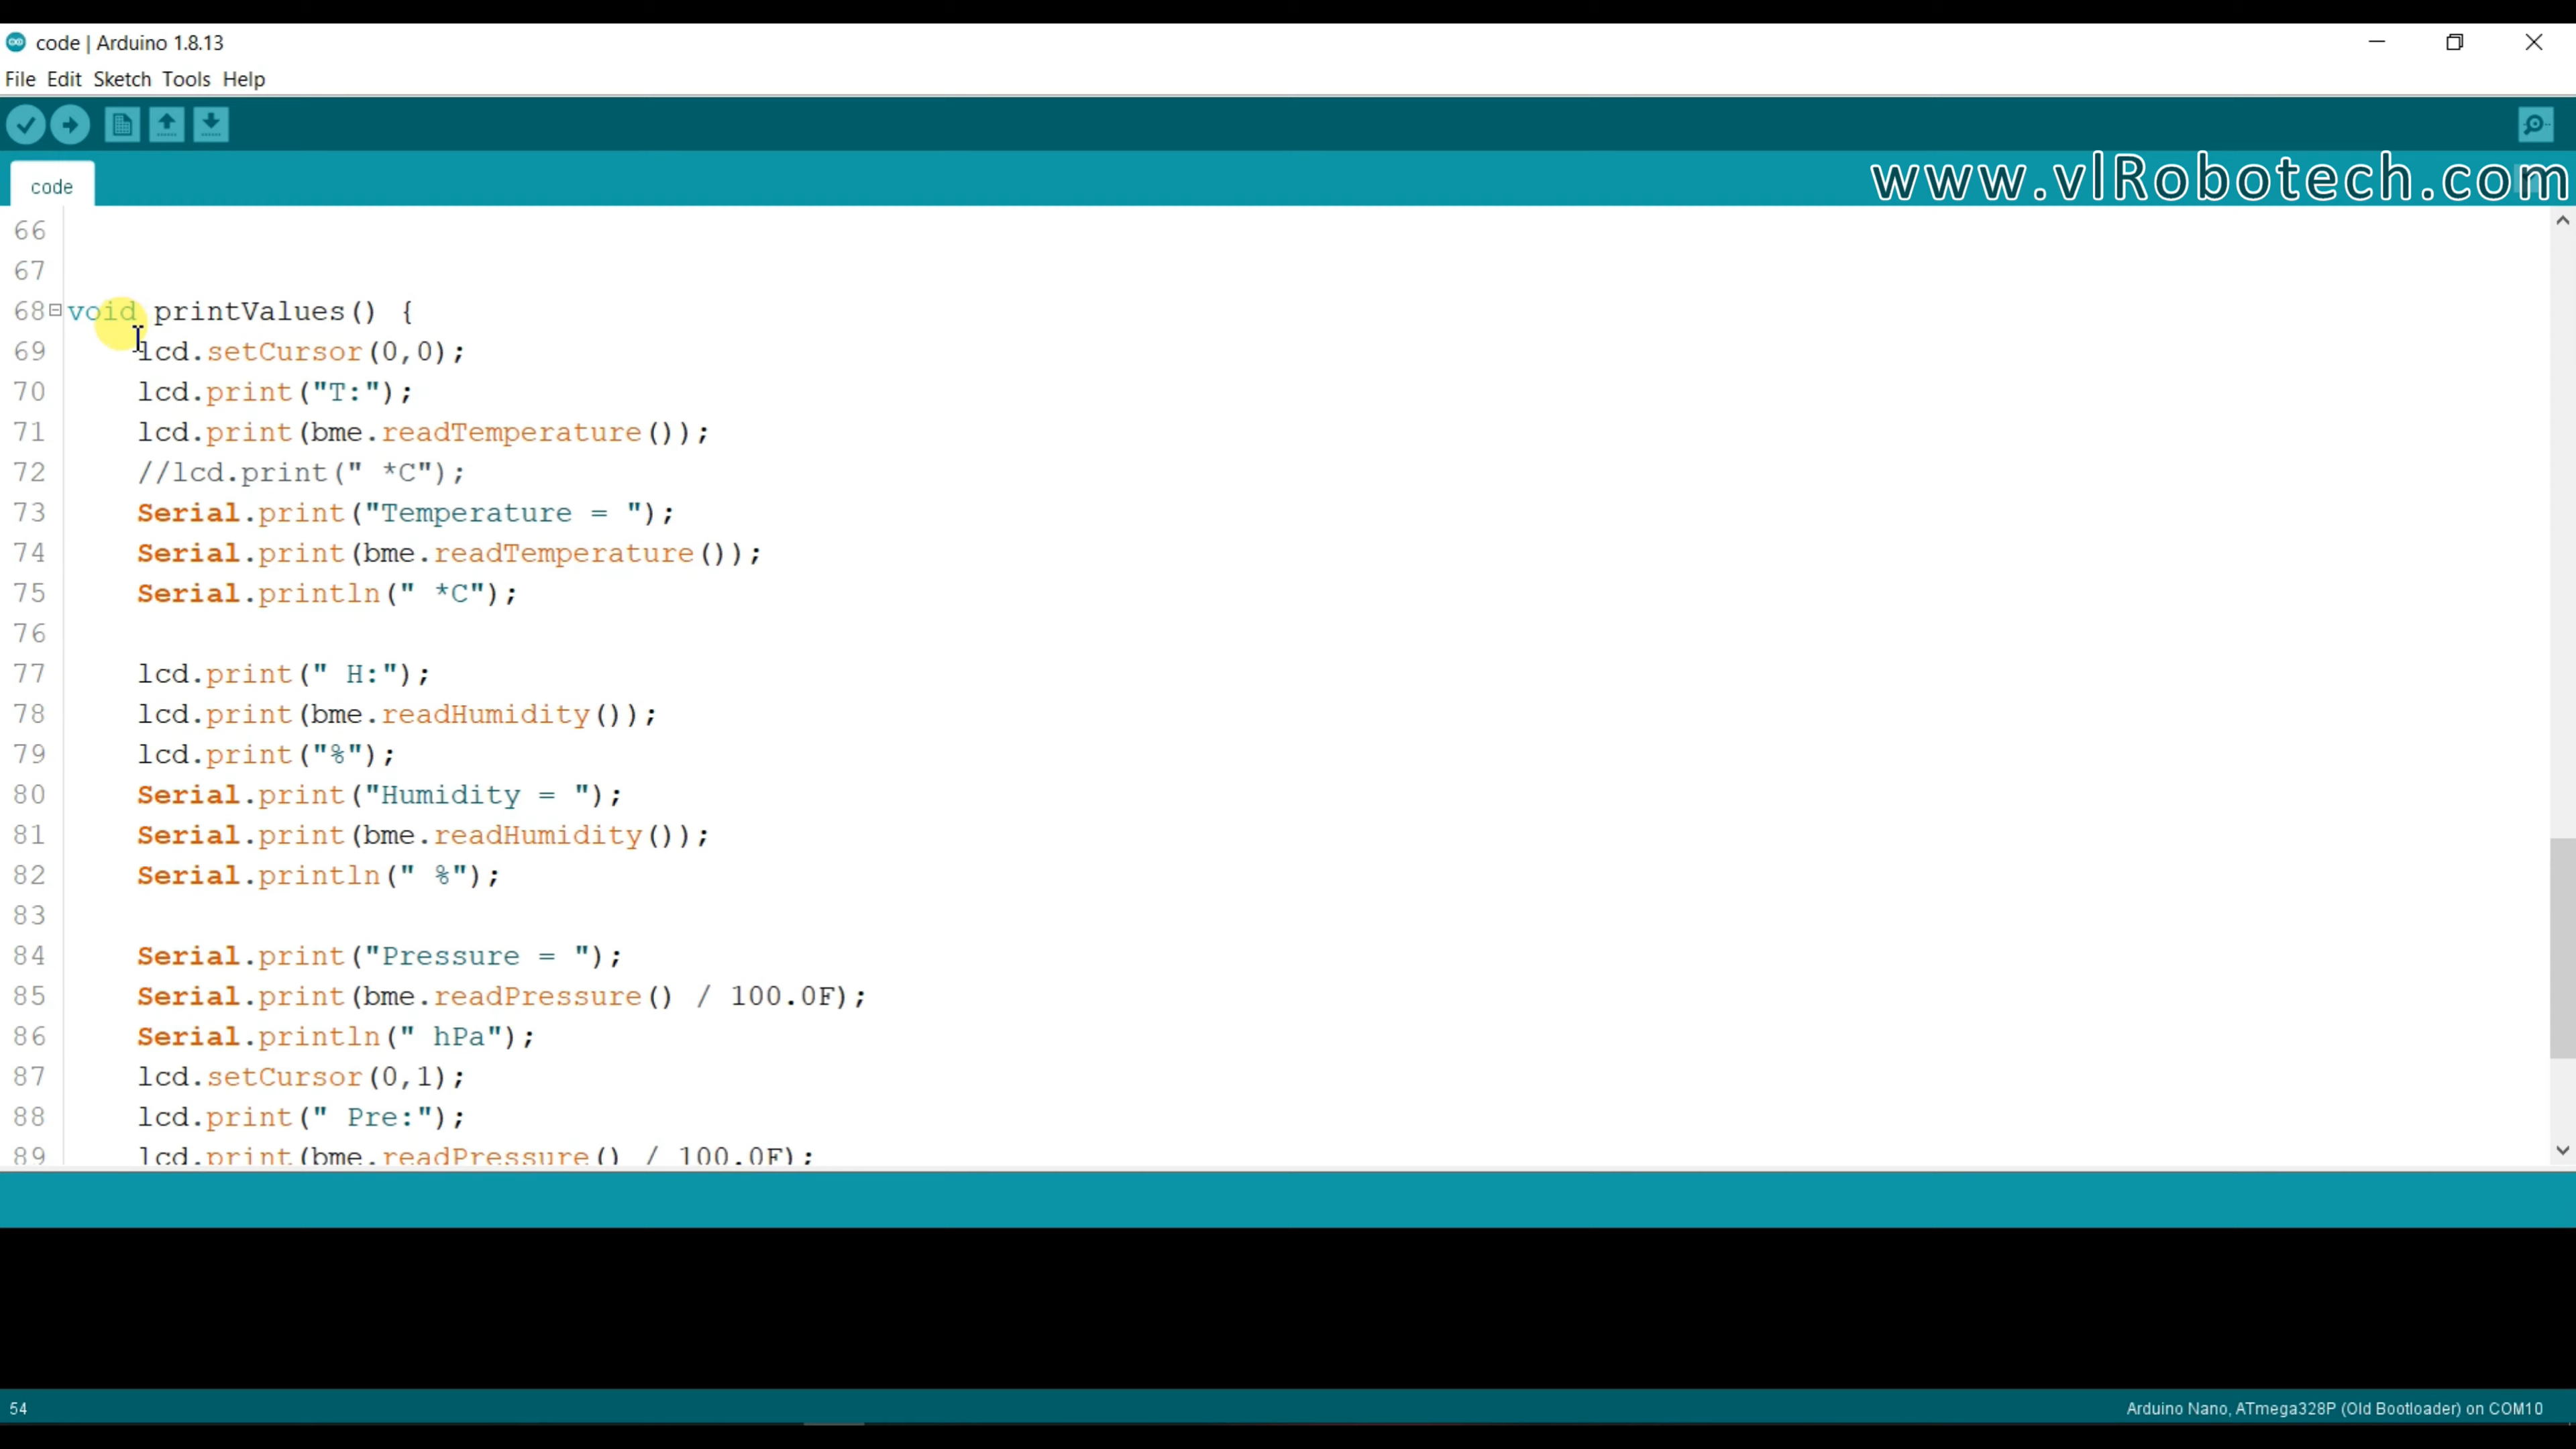 code | Arduino 1.8.13
File Edit Sketch Tools Help
www.vlRobotech.com
code
66
67
68 void printValues() {
69 lcd.setCursor(0,0);
70 lcd.print("T:");
71 lcd.print(bme.readTemperature());
72 //lcd.print(" *C");
73 Serial.print("Temperature = ");
74 Serial.print(bme.readTemperature());
75 Serial.println(" *C");
76
77 lcd.print(" H:");
78 lcd.print(bme.readHumidity());
79 lcd.print("%");
80 Serial.print("Humidity = ");
81 Serial.print(bme.readHumidity());
82 Serial.println(" %");
83
84 Serial.print("Pressure = ");
85 Serial.print(bme.readPressure() / 100.0F);
86 Serial.println(" hPa");
87 lcd.setCursor(0,1);
88 lcd.print(" Pre:");
89 lcd.print(bme.readPressure() / 100.0F);
54
Arduino Nano, ATmega328P (Old Bootloader) on COM10